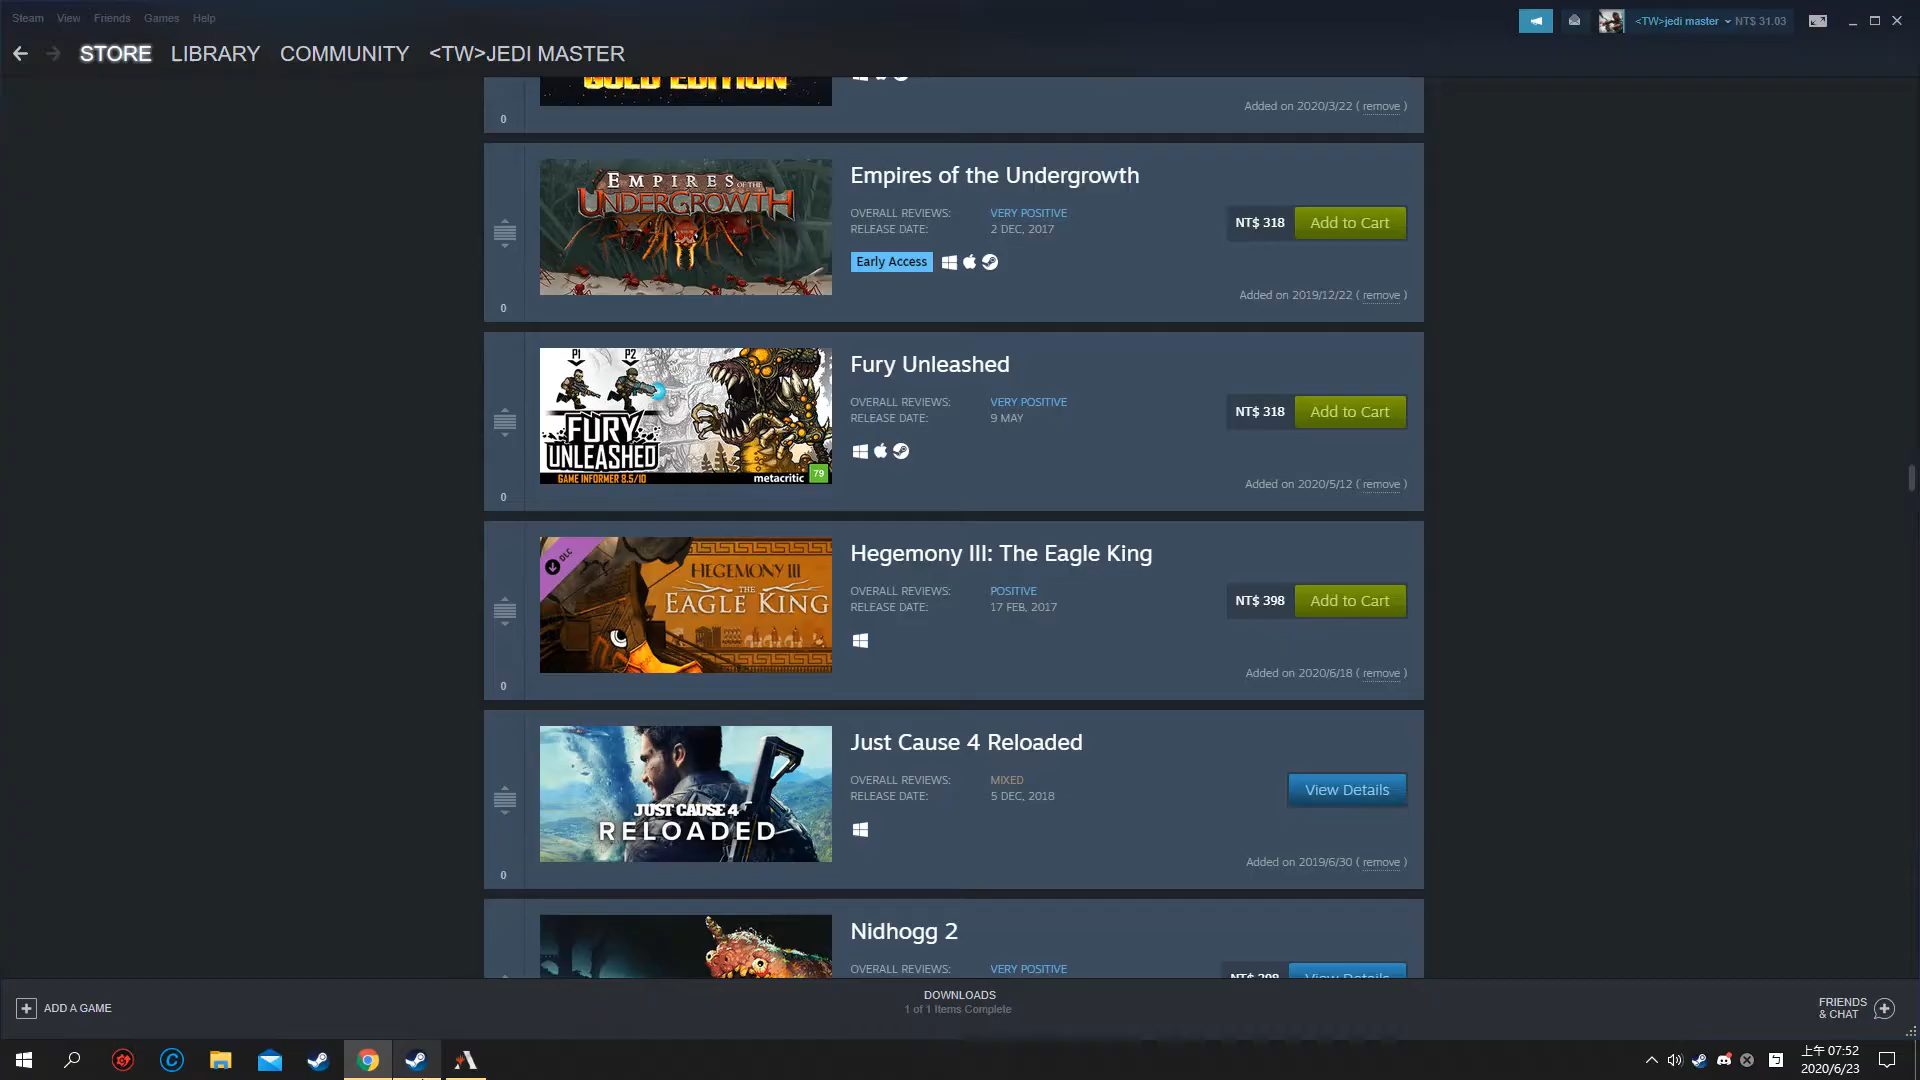 Steam View Friends Games Help
<TW>jedi master NT$ 31.03
STORE LIBRARY COMMUNITY <TW>JEDI MASTER
GOLD EDITION
Added on 2020/3/22 ( remove )
0
EMPIRES OF THE UNDERGROWTH
Empires of the Undergrowth
OVERALL REVIEWS: VERY POSITIVE
RELEASE DATE: 2 DEC, 2017
NT$ 318 Add to Cart
Early Access
Added on 2019/12/22 ( remove )
0
P1 P2
FURY UNLEASHED
GAME INFORMER 8.5/10
metacritic 79
Fury Unleashed
OVERALL REVIEWS: VERY POSITIVE
RELEASE DATE: 9 MAY
NT$ 318 Add to Cart
Added on 2020/5/12 ( remove )
0
DLC
HEGEMONY III
THE
EAGLE KING
Hegemony III: The Eagle King
OVERALL REVIEWS: POSITIVE
RELEASE DATE: 17 FEB, 2017
NT$ 398 Add to Cart
Added on 2020/6/18 ( remove )
0
JUST CAUSE 4
RELOADED
Just Cause 4 Reloaded
OVERALL REVIEWS: MIXED
RELEASE DATE: 5 DEC, 2018
View Details
Added on 2019/6/30 ( remove )
0
Nidhogg 2
OVERALL REVIEWS: VERY POSITIVE
NT$ 298 View Details
ADD A GAME
DOWNLOADS
1 of 1 Items Complete
FRIENDS
& CHAT
上午 07:52
2020/6/23